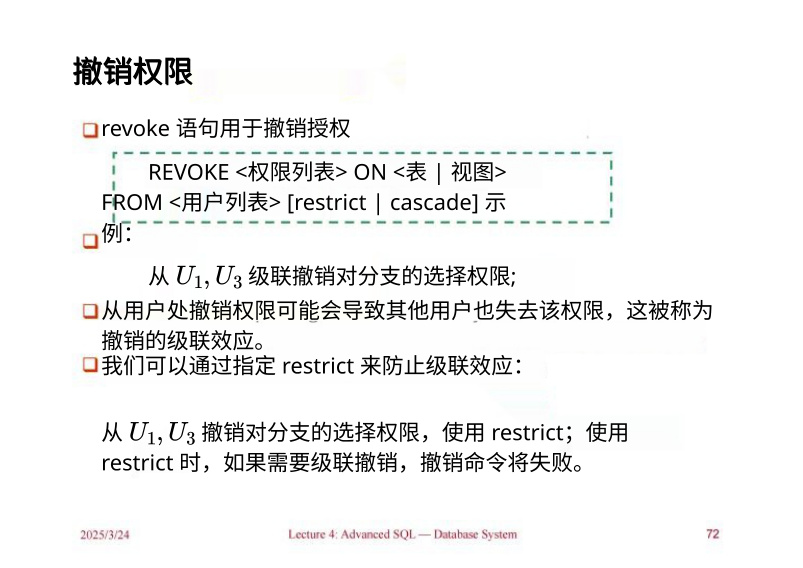 撤销权限
revoke 语句用于撤销授权
REVOKE <权限列表> ON <表 | 视图>
FROM <用户列表> [restrict | cascade] 示
例：
从 U₁, U₃ 级联撤销对分支的选择权限;
从用户处撤销权限可能会导致其他用户也失去该权限，这被称为
撤销的级联效应。
我们可以通过指定 restrict 来防止级联效应：
从 U₁, U₃ 撤销对分支的选择权限，使用 restrict；使用
restrict 时，如果需要级联撤销，撤销命令将失败。
2025/3/24 Lecture 4: Advanced SQL — Database System 72